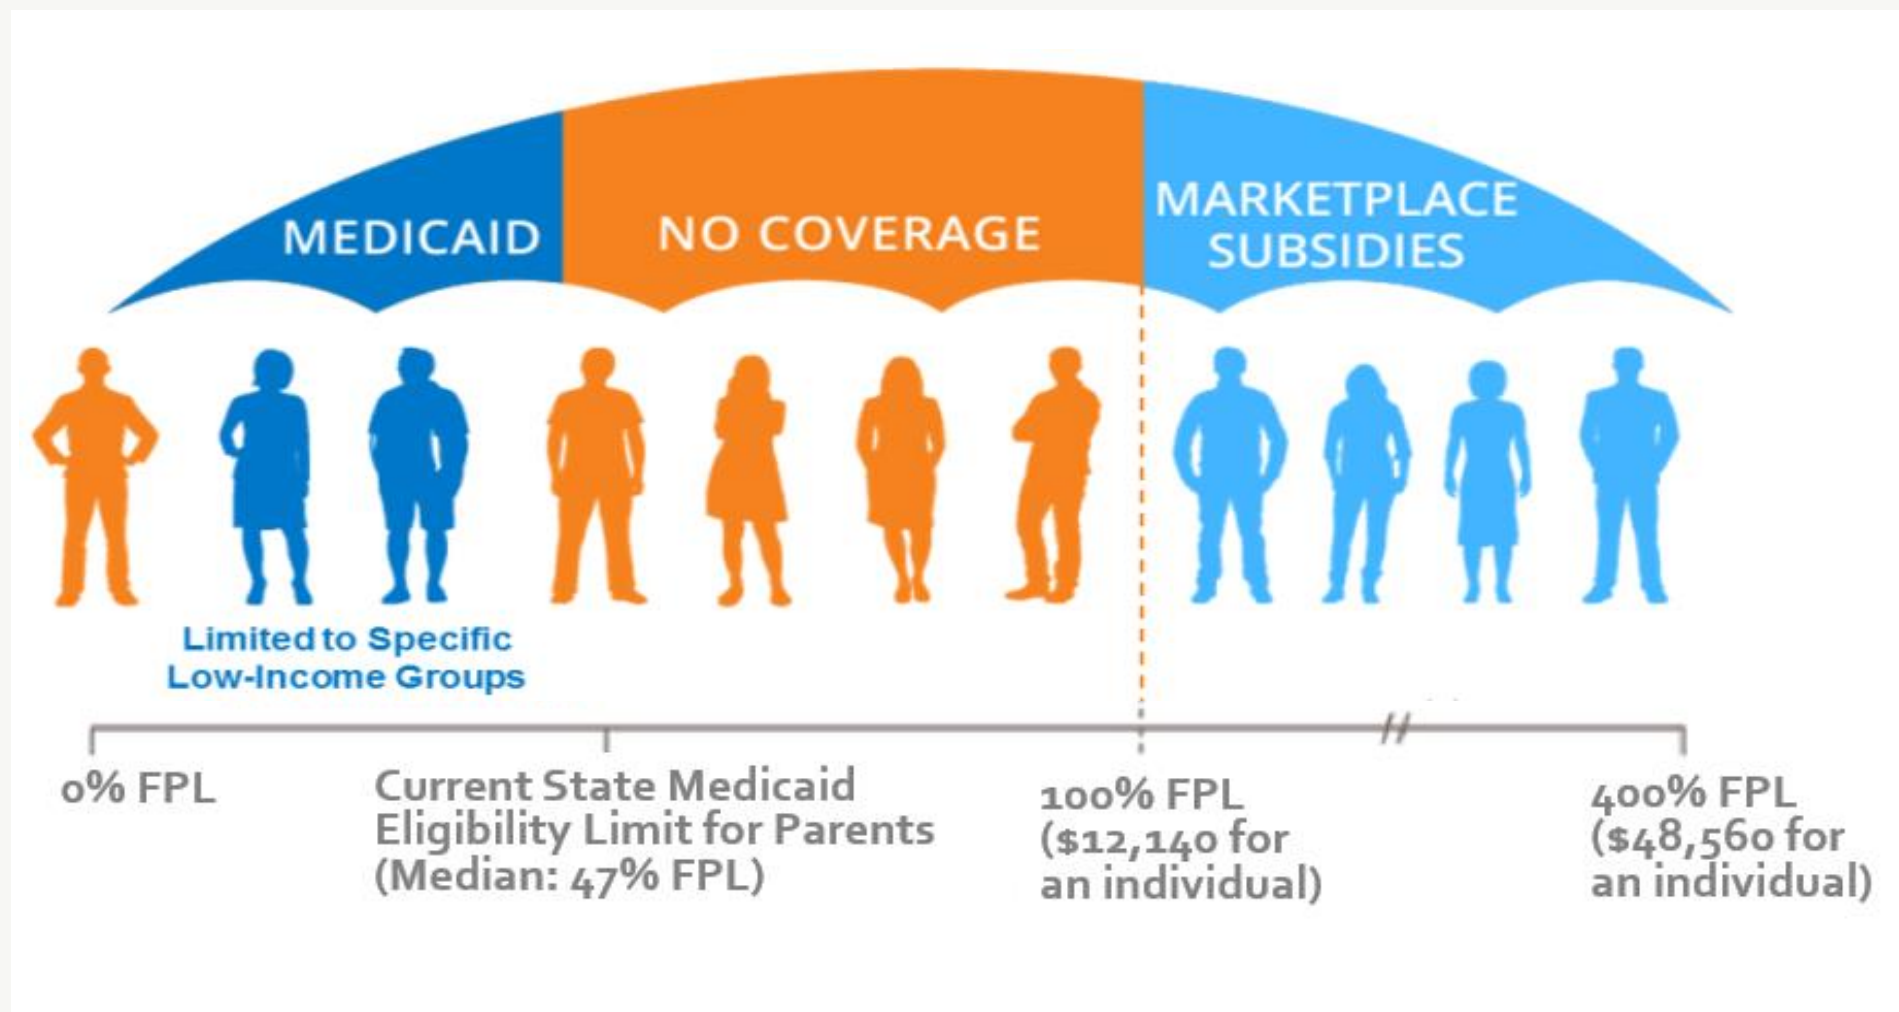 MEDICAID
NO COVERAGE
MARKETPLACE
SUBSIDIES
Limited to Specific
Low-Income Groups
0% FPL
Current State Medicaid
Eligibility Limit for Parents
(Median: 47% FPL)
100% FPL
($12,140 for
an individual)
400% FPL
($48,560 for
an individual)